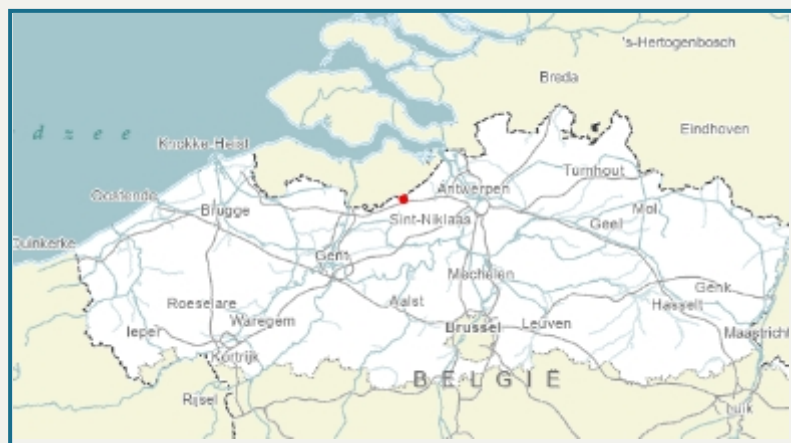 's-Hertogenbosch
Breda
d z e e
Eindhoven
Knokke-Heist
Turnhout
Oostende
Antwerpen
Brugge
Mol
Sint-Niklaas
Geel
Duinkerke
Gent
Mechelen
Genk
Roeselare
Aalst
Hasselt
Waregem
Ieper
Brussel
Leuven
Maastricht
Kortrijk
BELGIË
Rijsel
Luik